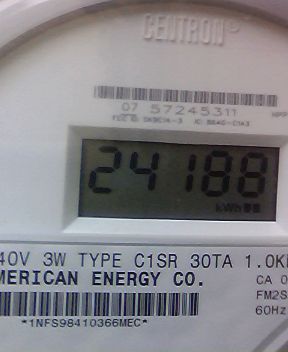 CENTRON®
07 57245311
24188
kWh
40V 3W TYPE C1SR 30TA 1.0K
MERICAN ENERGY CO.
CA 0
FM2S
60Hz
*1NFS98410366MEC*